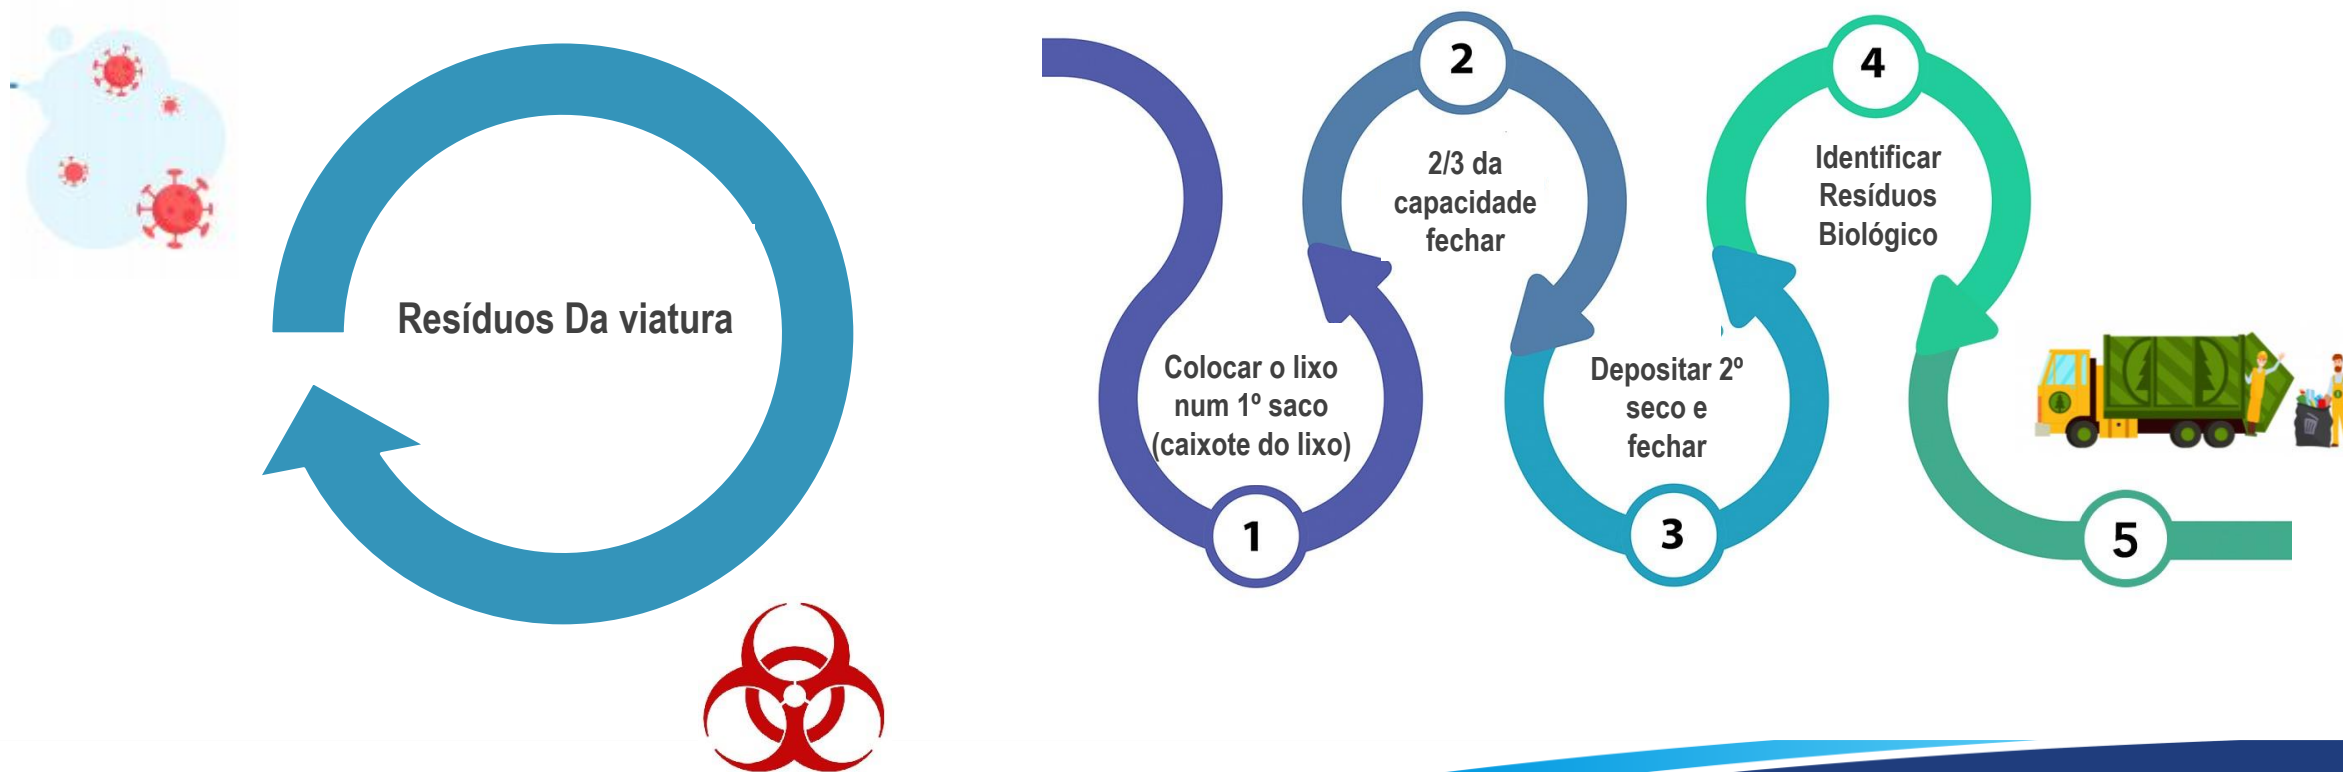 Resíduos Da viatura
1
Colocar o lixo
num 1º saco
(caixote do lixo)
2
2/3 da
capacidade
fechar
3
Depositar 2º
seco e
fechar
4
Identificar
Resíduos
Biológico
5